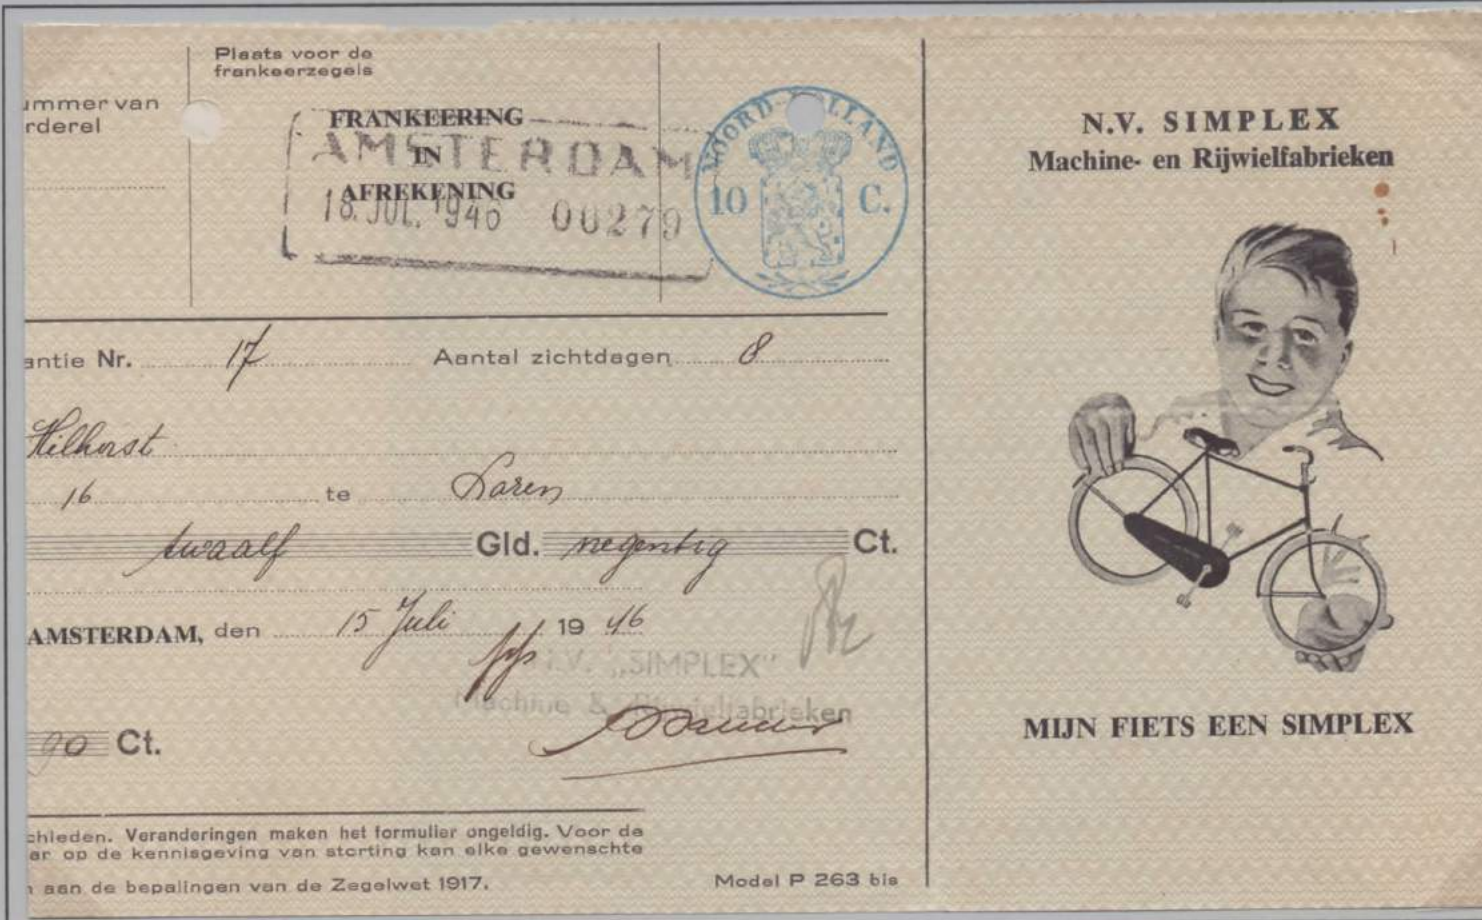 Plaats voor de
frankeerzegels
ummer van
rderel
FRANKEERING
AMSTERDAM
IN
AFREKENING
18. JUL. 1946 00279
NOORD-HOLLAND
10 C.
antie Nr. 17 Aantal zichtdagen 8
Hilhorst
16 te Laren
twaalf Gld. negentig Ct.
AMSTERDAM, den 15 Juli 1946
N.V. „SIMPLEX”
Machine & Rijwielfabrieken
90 Ct.
chieden. Veranderingen maken het formulier ongeldig. Voor de
ar op de kennisgeving van storting kan elke gewenschte
n aan de bepalingen van de Zegelwet 1917.
Model P 263 bis
N.V. SIMPLEX
Machine- en Rijwielfabrieken
MIJN FIETS EEN SIMPLEX